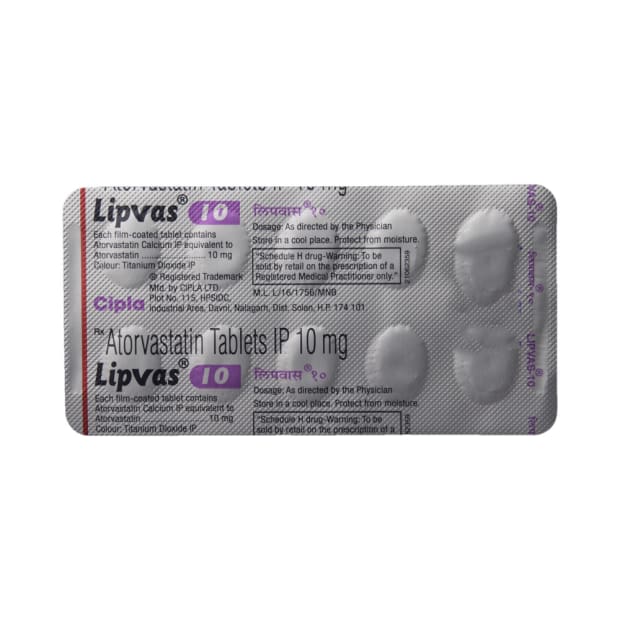 Atorvastatin Tablets IP 10 mg
Lipvas® 10 लिपवास® १०
Each film-coated tablet contains
Atorvastatin Calcium IP equivalent to
Atorvastatin ..................... 10 mg
Colour: Titanium Dioxide IP
® Registered Trademark
Mfd. by CIPLA LTD.
Cipla Plot No. 115, HPSIDC,
Industrial Area, Davni, Nalagarh, Dist. Solan, H.P. 174 101
Dosage: As directed by the Physician
Store in a cool place. Protect from moisture.
"Schedule H drug-Warning: To be
sold by retail on the prescription of a
Registered Medical Practitioner only."
M.L. L/16/1756/MNB
Rx Atorvastatin Tablets IP 10 mg
Lipvas® 10 लिपवास® १०
Each film-coated tablet contains
Atorvastatin Calcium IP equivalent to
Atorvastatin ..................... 10 mg
Colour: Titanium Dioxide IP
Dosage: As directed by the Physician
Store in a cool place. Protect from moisture.
"Schedule H drug-Warning: To be
sold by retail on the prescription of a
LIPVAS-10